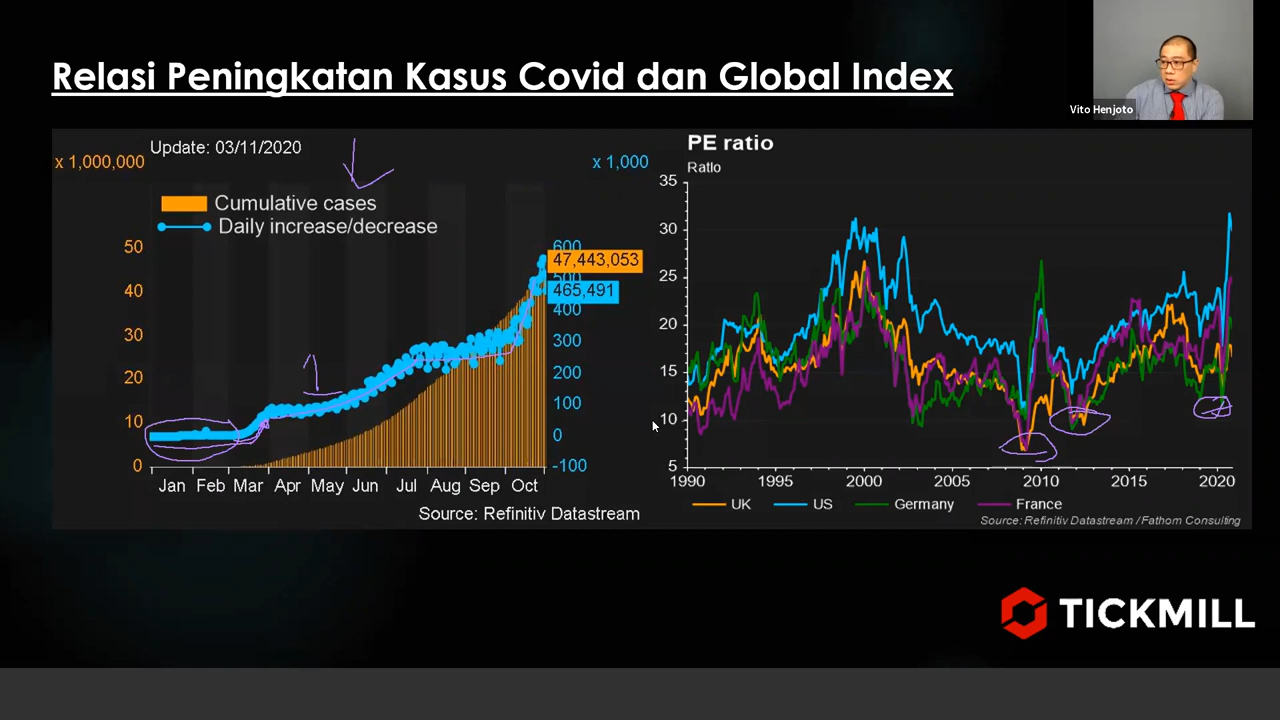 Relasi Peningkatan Kasus Covid dan Global Index
Vito Henjoto
Update: 03/11/2020
x 1,000,000
x 1,000
Cumulative cases
Daily increase/decrease
50
40
30
20
10
0
600
500
400
300
200
100
0
-100
47,443,053
465,491
Jan Feb Mar Apr May Jun Jul Aug Sep Oct
Source: Refinitiv Datastream
PE ratio
Ratio
35
30
25
20
15
10
5
1990 1995 2000 2005 2010 2015 2020
UK US Germany France
Source: Refinitiv Datastream / Fathom Consulting
TICKMILL